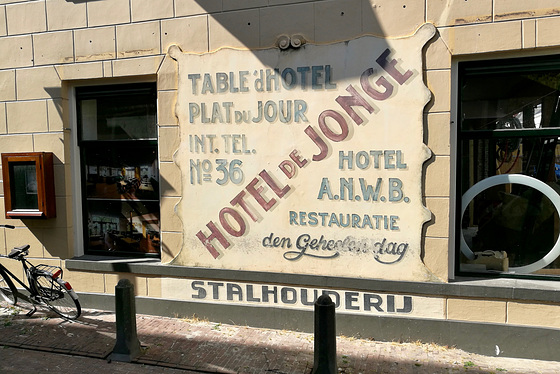 TABLE d'HOTEL
PLAT DU JOUR
INT. TEL.
No 36
HOTEL DE JONGE
HOTEL
A.N.W.B.
RESTAURATIE
den Geheelen dag
STALHOUDERIJ